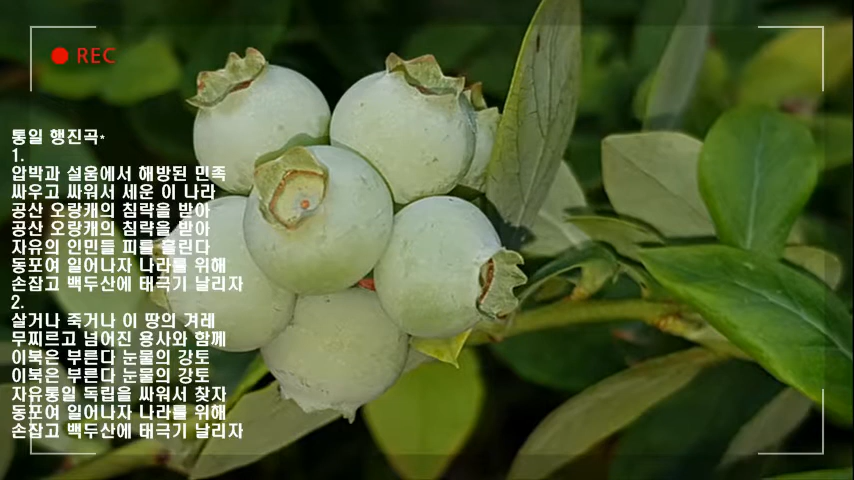 REC
통일 행진곡*
1.
압박과 설움에서 해방된 민족
싸우고 싸워서 세운 이 나라
공산 오랑캐의 침략을 받아
공산 오랑캐의 침략을 받아
자유의 인민들 피를 흘린다
동포여 일어나자 나라를 위해
손잡고 백두산에 태극기 날리자
2.
살거나 죽거나 이 땅의 겨레
무찌르고 넘어진 용사와 함께
이북은 부른다 눈물의 강토
이북은 부른다 눈물의 강토
자유통일 독립을 싸워서 찾자
동포여 일어나자 나라를 위해
손잡고 백두산에 태극기 날리자